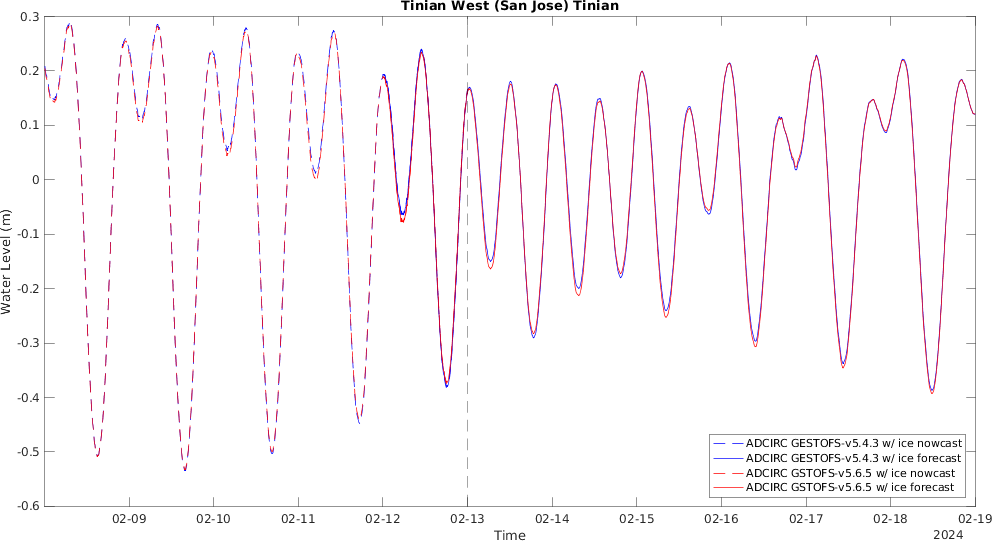 Tinian West (San Jose) Tinian
0.3
0.2
0.1
0
-0.1
-0.2
-0.3
-0.4
-0.5
-0.6
Water Level (m)
ADCIRC GESTOFS-v5.4.3 w/ ice nowcast
ADCIRC GESTOFS-v5.4.3 w/ ice forecast
ADCIRC GSTOFS-v5.6.5 w/ ice nowcast
ADCIRC GSTOFS-v5.6.5 w/ ice forecast
02-09 02-10 02-11 02-12 02-13 02-14 02-15 02-16 02-17 02-18 02-19
Time
2024